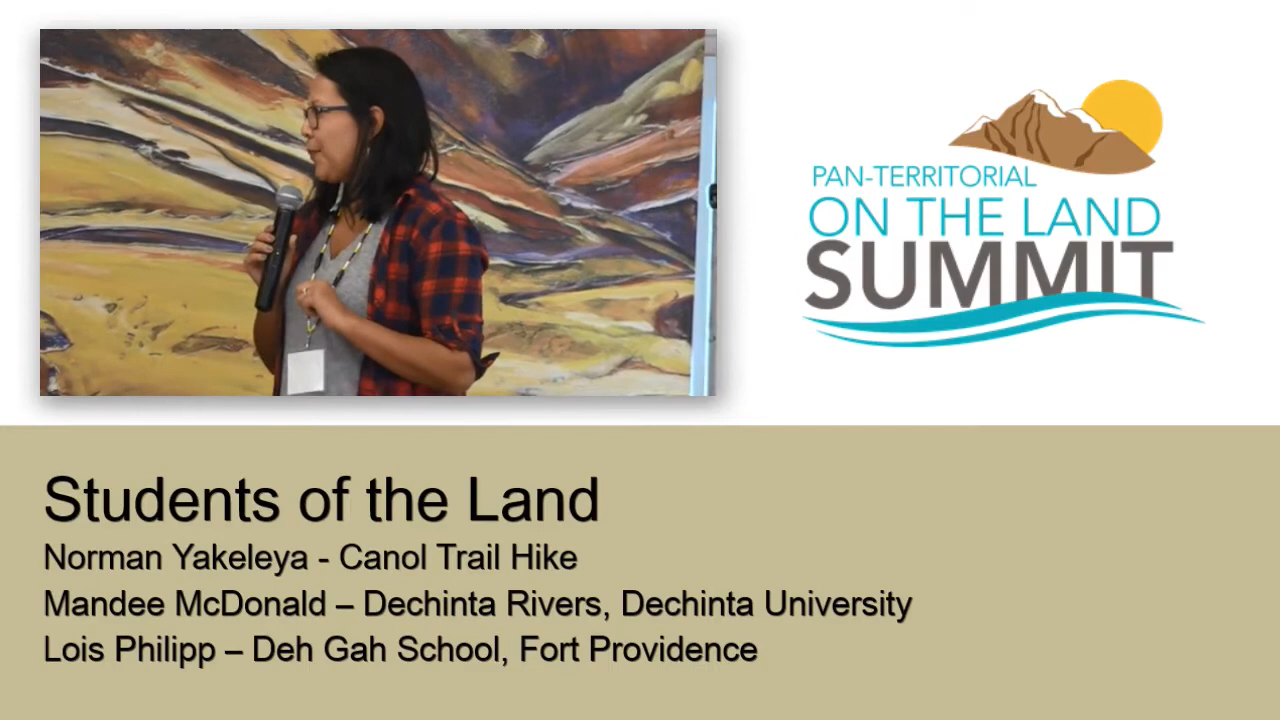 PAN-TERRITORIAL
ON THE LAND
SUMMIT
Students of the Land
Norman Yakeleya - Canol Trail Hike
Mandee McDonald – Dechinta Rivers, Dechinta University
Lois Philipp – Deh Gah School, Fort Providence